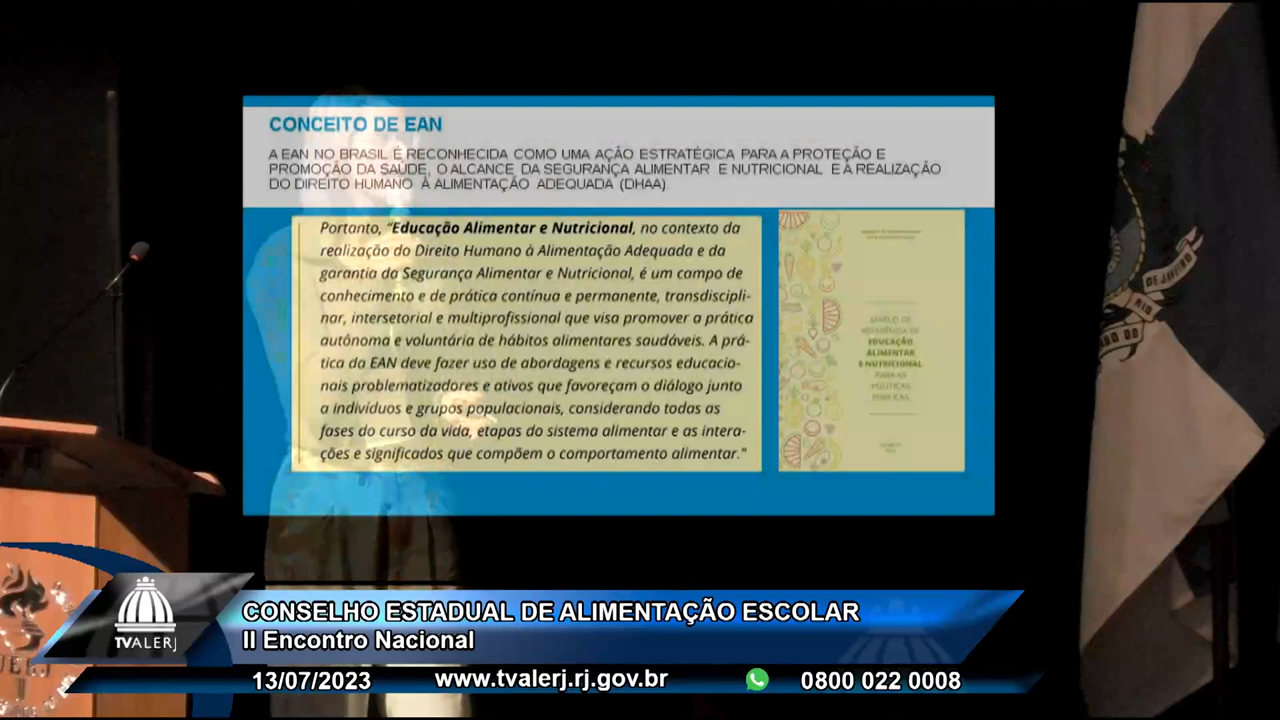 CONCEITO DE EAN
A EAN NO BRASIL É RECONHECIDA COMO UMA AÇÃO ESTRATÉGICA PARA A PROTEÇÃO E
PROMOÇÃO DA SAÚDE, O ALCANCE DA SEGURANÇA ALIMENTAR E NUTRICIONAL E A REALIZAÇÃO
DO DIREITO HUMANO À ALIMENTAÇÃO ADEQUADA (DHAA).
Portanto, "Educação Alimentar e Nutricional, no contexto da
realização do Direito Humano à Alimentação Adequada e da
garantia da Segurança Alimentar e Nutricional, é um campo de
conhecimento e de prática contínua e permanente, transdiscipli-
nar, intersetorial e multiprofissional que visa promover a prática
autônoma e voluntária de hábitos alimentares saudáveis. A prá-
tica da EAN deve fazer uso de abordagens e recursos educacio-
nais problematizadores e ativos que favoreçam o diálogo junto
a indivíduos e grupos populacionais, considerando todas as
fases do curso da vida, etapas do sistema alimentar e as intera-
ções e significados que compõem o comportamento alimentar."
MARCO DE
REFERÊNCIA DE
EDUCAÇÃO
ALIMENTAR
E NUTRICIONAL
PARA AS
POLÍTICAS
PÚBLICAS
DE JANEIRO
RIO
ADO DO
UERJ
TVALERJ
CONSELHO ESTADUAL DE ALIMENTAÇÃO ESCOLAR
II Encontro Nacional
13/07/2023
www.tvalerj.rj.gov.br
0800 022 0008